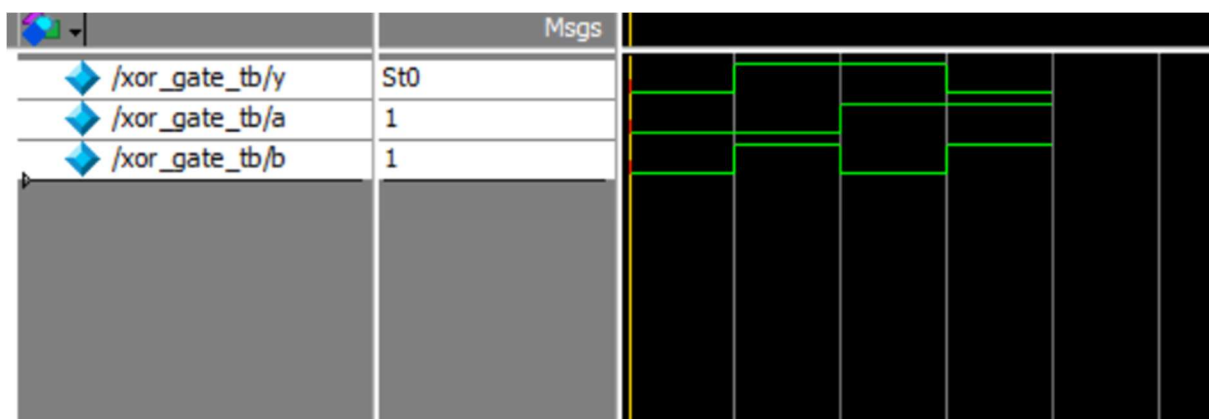 Msgs
/xor_gate_tb/y St0
/xor_gate_tb/a 1
/xor_gate_tb/b 1